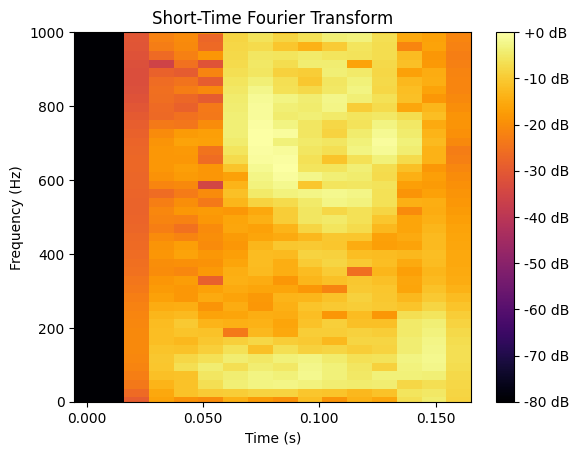 Short-Time Fourier Transform
1000
800
600
400
200
0
Frequency (Hz)
0.000
0.050
0.100
0.150
Time (s)
+0 dB
-10 dB
-20 dB
-30 dB
-40 dB
-50 dB
-60 dB
-70 dB
-80 dB